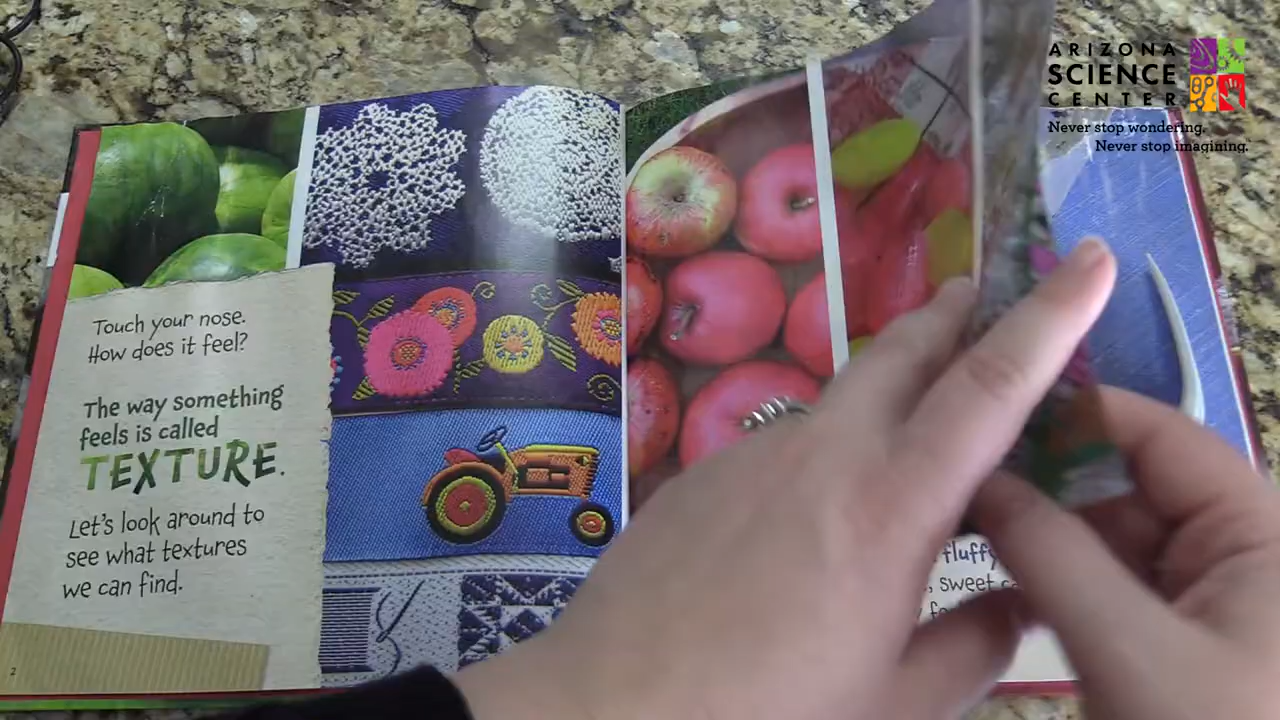 ARIZONA
SCIENCE
CENTER
Never stop wondering.
Never stop imagining.
Touch your nose.
How does it feel?
The way something
feels is called
TEXTURE.
Let's look around to
see what textures
we can find.
2
fluffy
, sweet